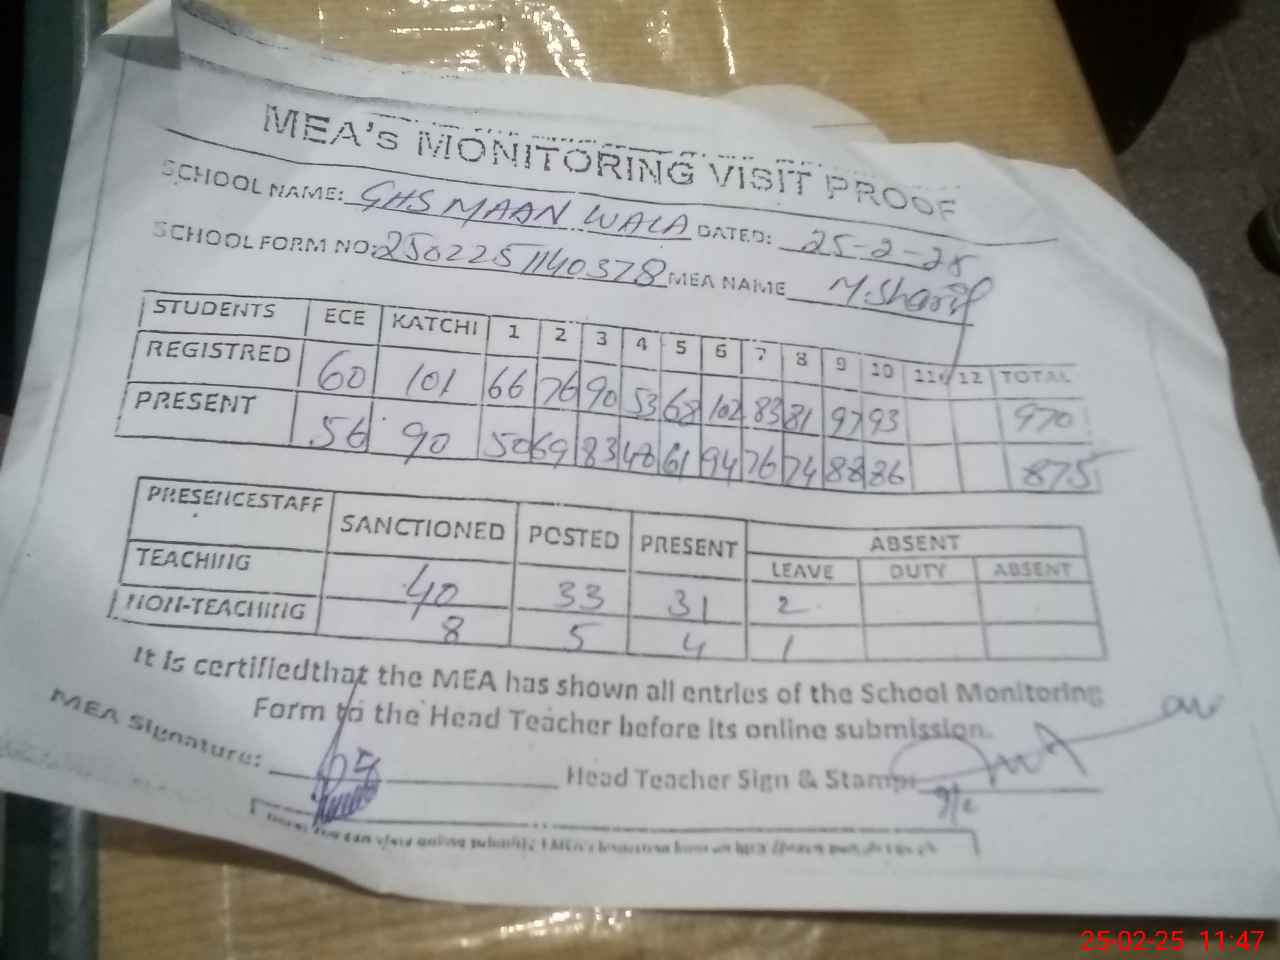 MEA's MONITORING VISIT PROOF
SCHOOL NAME: GHS MAAN WALA DATED: 25-2-25
SCHOOL FORM NO: 2502251140378 MEA NAME M.Sharif
STUDENTS ECE KATCHI 1 2 3 4 5 6 7 8 9 10 11 12 TOTAL
REGISTRED 60 101 66 76 90 53 68 102 83 81 97 93 970
PRESENT 56 90 50 69 83 48 61 94 76 74 88 86 875
PRESENCESTAFF SANCTIONED POSTED PRESENT ABSENT
LEAVE DUTY ABSENT
TEACHING 40 33 31 2
NON-TEACHING 8 5 4 1
It is certifiedthat the MEA has shown all entries of the School Monitoring
Form to the Head Teacher before its online submission.
MEA Signature: Head Teacher Sign & Stamp:
25-02-25 11:47